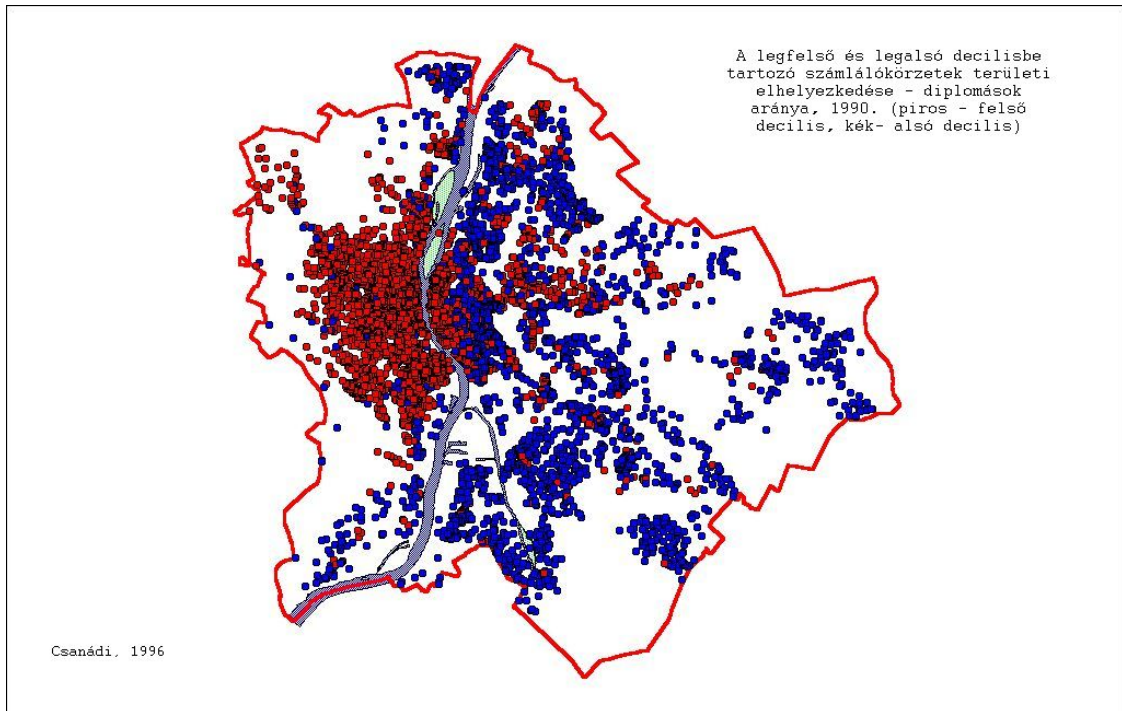 A legfelső és legalsó decilisbe
tartozó számlálókörzetek területi
elhelyezkedése - diplomások
aránya, 1990. (piros - felső
decilis, kék- alsó decilis)
Csanádi, 1996